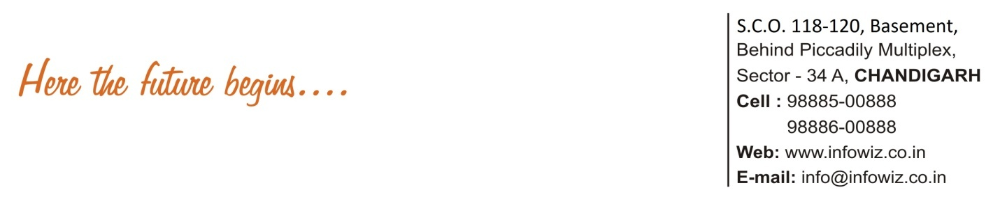 Here the future begins....
S.C.O. 118-120, Basement,
Behind Piccadily Multiplex,
Sector - 34 A, CHANDIGARH
Cell : 98885-00888
98886-00888
Web: www.infowiz.co.in
E-mail: info@infowiz.co.in